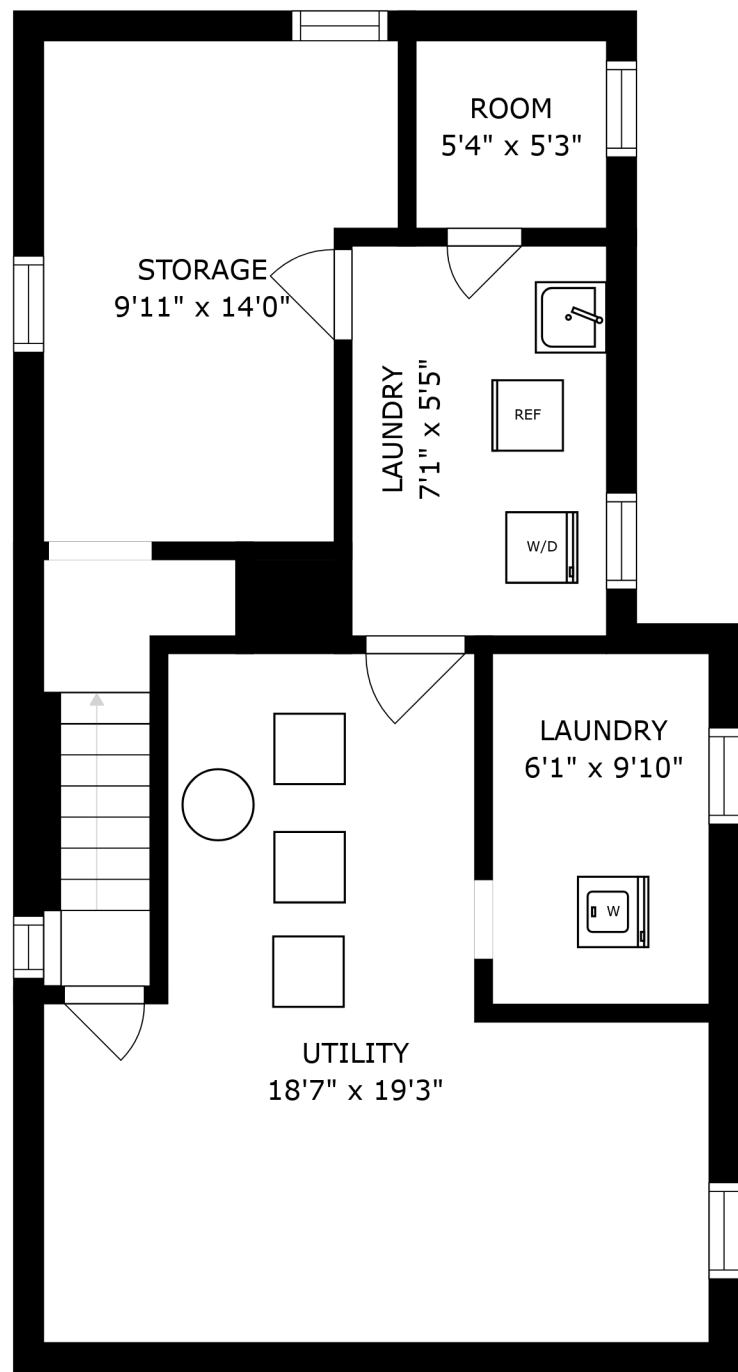 ROOM
5'4" x 5'3"
STORAGE
9'11" x 14'0"
LAUNDRY
7'1" x 5'5"
REF
W/D
LAUNDRY
6'1" x 9'10"
W
UTILITY
18'7" x 19'3"